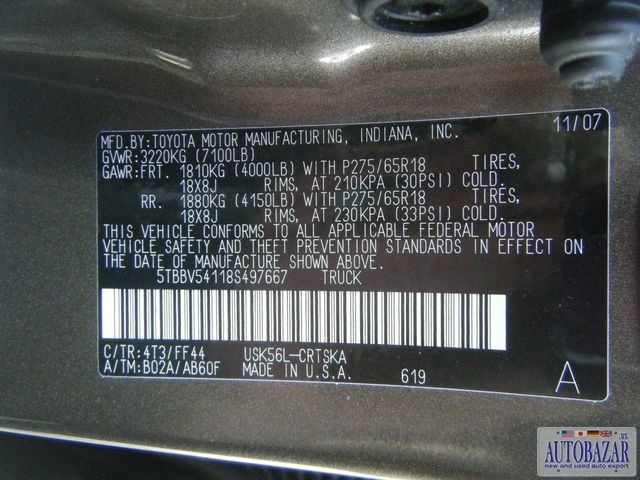 MFD.BY:TOYOTA MOTOR MANUFACTURING, INDIANA, INC. 11/07
GVWR:3220KG (7100LB)
GAWR:FRT. 1810KG (4000LB) WITH P275/65R18 TIRES,
18X8J RIMS, AT 210KPA (30PSI) COLD.
RR. 1880KG (4150LB) WITH P275/65R18 TIRES,
18X8J RIMS, AT 230KPA (33PSI) COLD.
THIS VEHICLE CONFORMS TO ALL APPLICABLE FEDERAL MOTOR
VEHICLE SAFETY AND THEFT PREVENTION STANDARDS IN EFFECT ON
THE DATE OF MANUFACTURE SHOWN ABOVE.
5TBBV54118S497667 TRUCK
C/TR:4T3/FF44 USK56L-CRTSKA
A/TM:B02A/AB60F MADE IN U.S.A. 619 A
AUTOBAZAR.US
new and used auto export